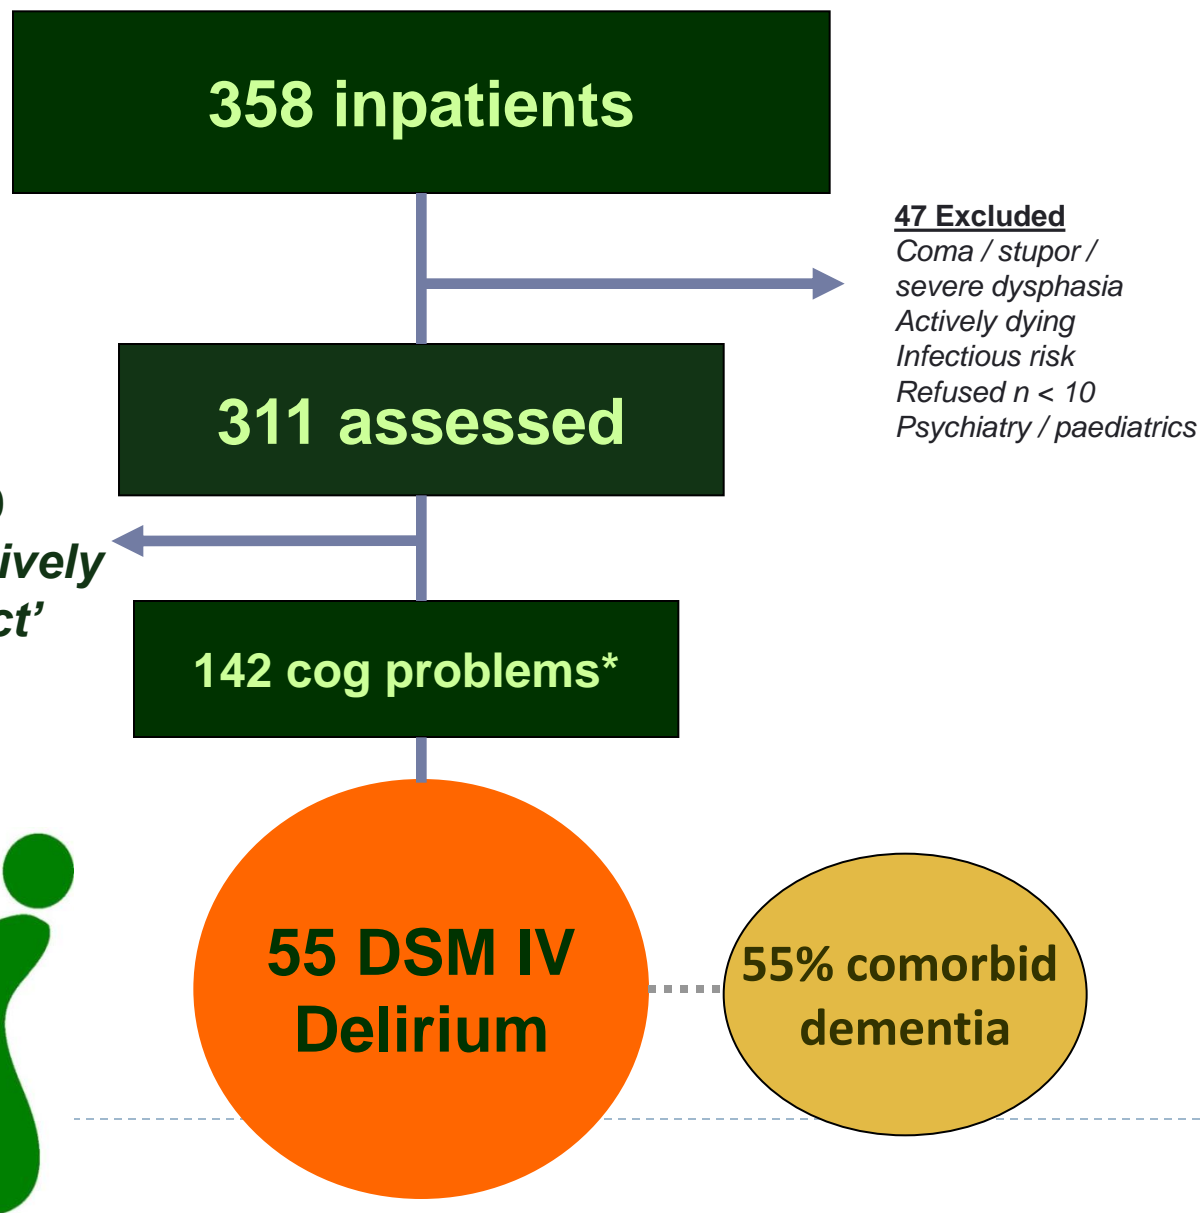 358 inpatients
47 Excluded
Coma / stupor /
severe dysphasia
Actively dying
Infectious risk
Refused n < 10
Psychiatry / paediatrics
311 assessed
)
ively
ct’
142 cog problems*
55 DSM IV
Delirium
55% comorbid
dementia